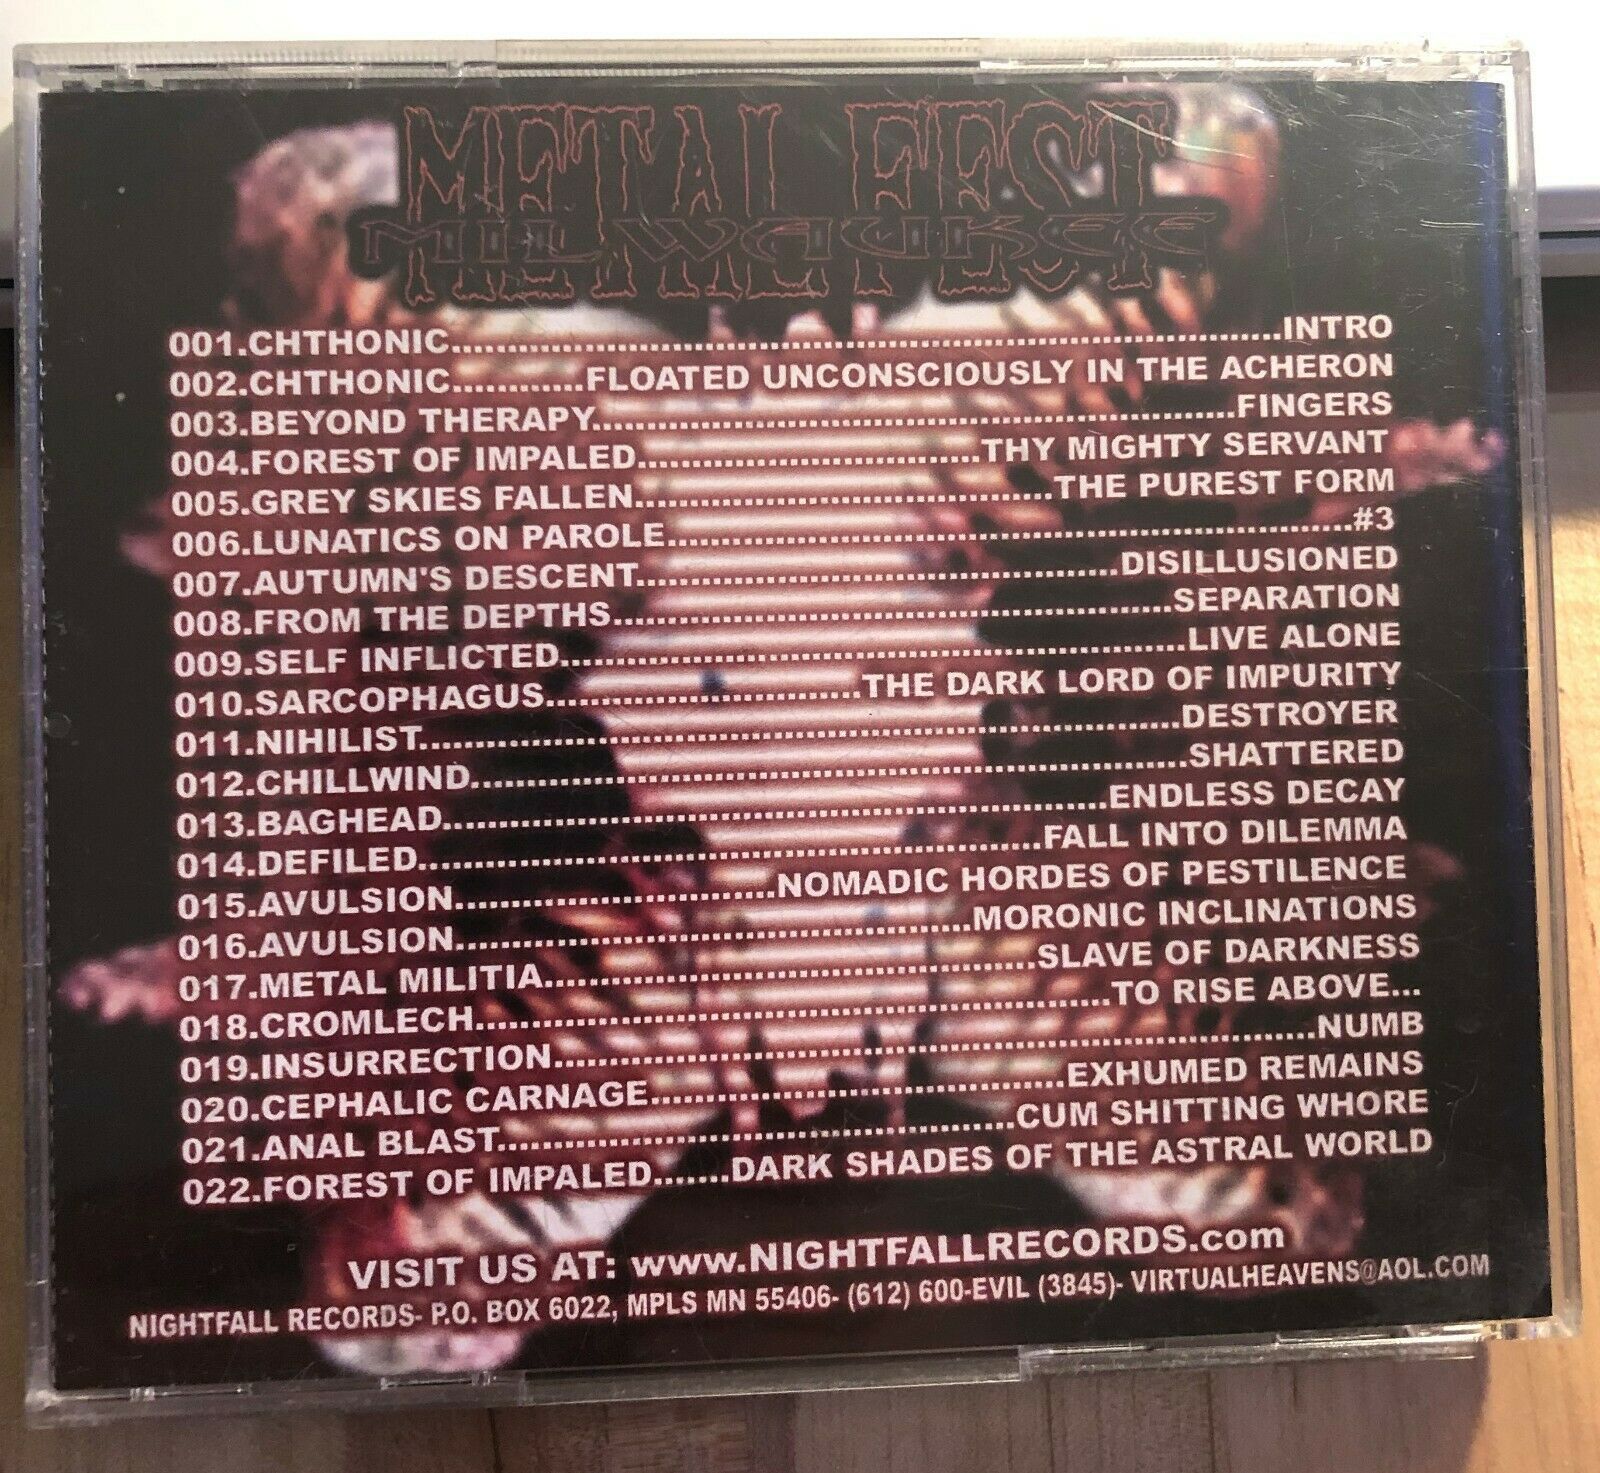 METAL FEST
MILWAUKEE
001.CHTHONIC........................................INTRO
002.CHTHONIC............FLOATED UNCONSCIOUSLY IN THE ACHERON
003.BEYOND THERAPY........................................FINGERS
004.FOREST OF IMPALED................................THY MIGHTY SERVANT
005.GREY SKIES FALLEN........................................THE PUREST FORM
006.LUNATICS ON PAROLE........................................#3
007.AUTUMN'S DESCENT........................................DISILLUSIONED
008.FROM THE DEPTHS........................................SEPARATION
009.SELF INFLICTED........................................LIVE ALONE
010.SARCOPHAGUS..............................THE DARK LORD OF IMPURITY
011.NIHILIST........................................DESTROYER
012.CHILLWIND........................................SHATTERED
013.BAGHEAD........................................ENDLESS DECAY
014.DEFILED........................................FALL INTO DILEMMA
015.AVULSION..............................NOMADIC HORDES OF PESTILENCE
016.AVULSION........................................MORONIC INCLINATIONS
017.METAL MILITIA........................................SLAVE OF DARKNESS
018.CROMLECH........................................TO RISE ABOVE...
019.INSURRECTION........................................NUMB
020.CEPHALIC CARNAGE........................................EXHUMED REMAINS
021.ANAL BLAST........................................CUM SHITTING WHORE
022.FOREST OF IMPALED.......DARK SHADES OF THE ASTRAL WORLD
VISIT US AT: www.NIGHTFALLRECORDS.com
NIGHTFALL RECORDS- P.O. BOX 6022, MPLS MN 55406- (612) 600-EVIL (3845)- VIRTUALHEAVENS@AOL.COM